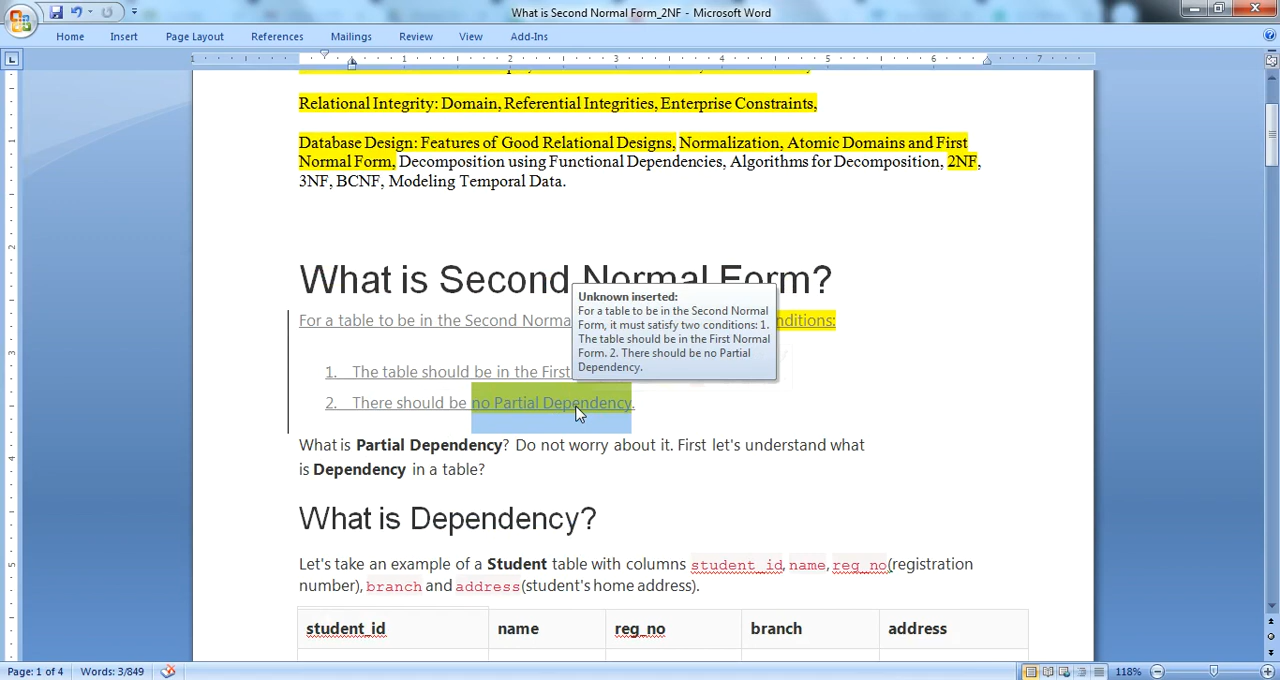 What is Second Normal Form_2NF - Microsoft Word
Home Insert Page Layout References Mailings Review View Add-Ins
Relational Integrity: Domain, Referential Integrities, Enterprise Constraints,
Database Design: Features of Good Relational Designs, Normalization, Atomic Domains and First
Normal Form, Decomposition using Functional Dependencies, Algorithms for Decomposition, 2NF,
3NF, BCNF, Modeling Temporal Data.
What is Second Normal Form?
For a table to be in the Second Norma
nditions:
Unknown inserted:
For a table to be in the Second Normal
Form, it must satisfy two conditions: 1.
The table should be in the First Normal
Form. 2. There should be no Partial
Dependency.
1. The table should be in the First
2. There should be no Partial Dependency.
What is Partial Dependency? Do not worry about it. First let's understand what
is Dependency in a table?
What is Dependency?
Let's take an example of a Student table with columns student_id, name, reg_no(registration
number), branch and address(student's home address).
student_id name reg_no branch address
Page: 1 of 4 Words: 3/849 118%